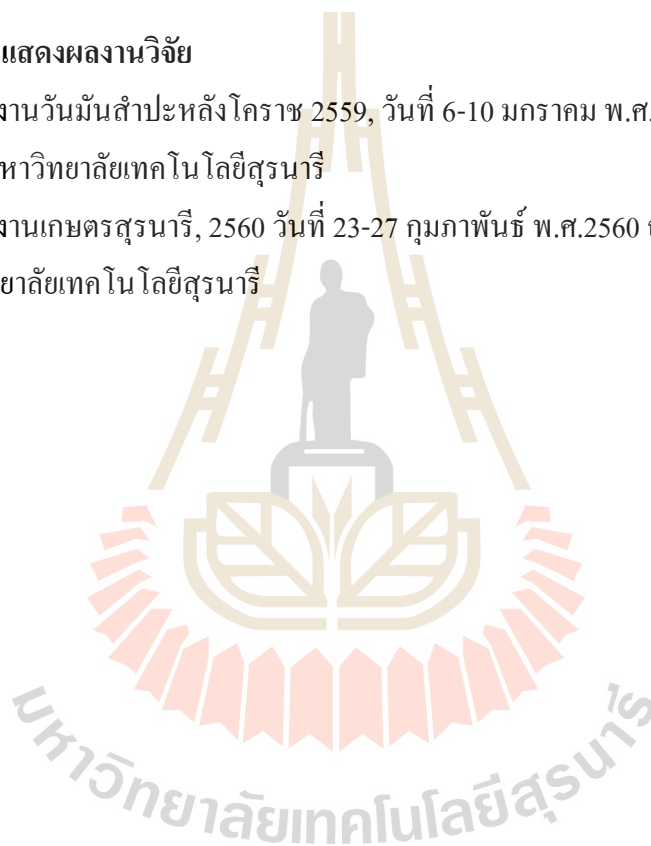 แสดงผลงานวิจัย
งานวันมันสำปะหลังโคราช 2559, วันที่ 6-10 มกราคม พ.ศ.
หาวิทยาลัยเทคโนโลยีสุรนารี
งานเกษตรสุรนารี, 2560 วันที่ 23-27 กุมภาพันธ์ พ.ศ.2560
ยาลัยเทคโนโลยีสุรนารี
มหาวิทยาลัยเทคโนโลยีสุรนารี